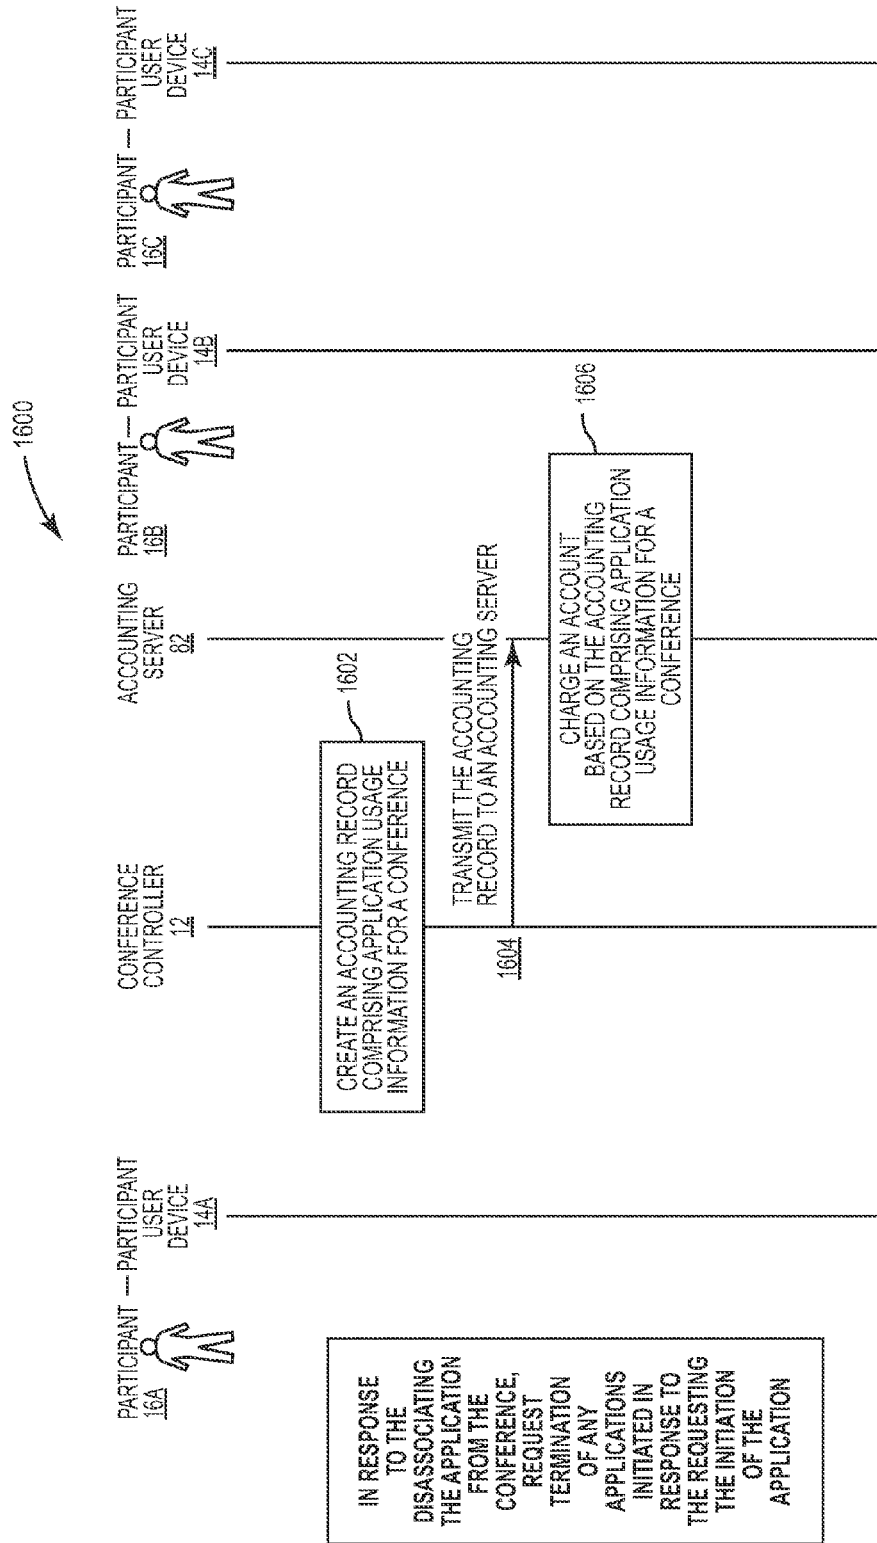 1600
PARTICIPANT — PARTICIPANT
16A
USER
DEVICE
14A
CONFERENCE
CONTROLLER
12
ACCOUNTING
SERVER
82
PARTICIPANT — PARTICIPANT
16B
USER
DEVICE
14B
PARTICIPANT — PARTICIPANT
16C
USER
DEVICE
14C
IN RESPONSE
TO THE
DISASSOCIATING
THE APPLICATION
FROM THE
CONFERENCE,
REQUEST
TERMINATION
OF ANY
APPLICATIONS
INITIATED IN
RESPONSE TO
THE REQUESTING
THE INITIATION
OF THE
APPLICATION
1602
CREATE AN ACCOUNTING RECORD
COMPRISING APPLICATION USAGE
INFORMATION FOR A CONFERENCE
TRANSMIT THE ACCOUNTING
RECORD TO AN ACCOUNTING SERVER
1604
1606
CHARGE AN ACCOUNT
BASED ON THE ACCOUNTING
RECORD COMPRISING APPLICATION
USAGE INFORMATION FOR A
CONFERENCE